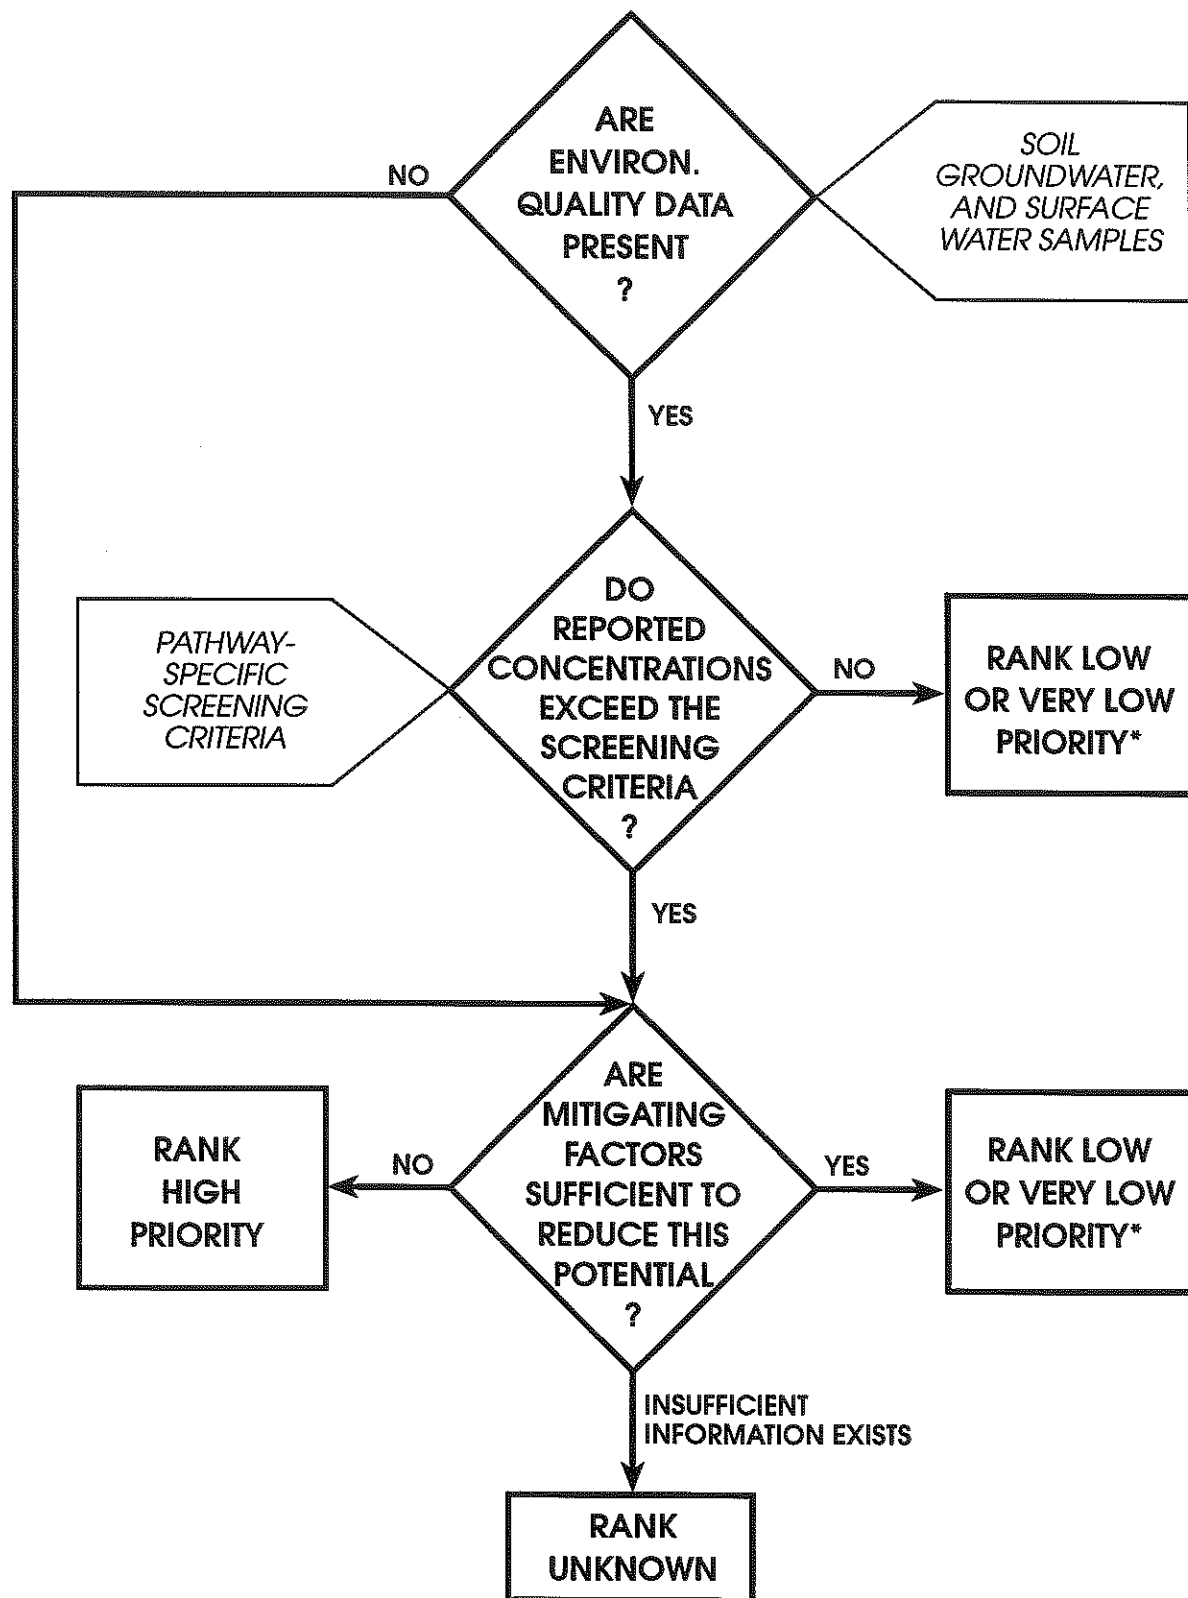 ARE
ENVIRON.
QUALITY DATA
PRESENT
?
NO
SOIL
GROUNDWATER,
AND SURFACE
WATER SAMPLES
YES
DO
REPORTED
CONCENTRATIONS
EXCEED THE
SCREENING
CRITERIA
?
PATHWAY-
SPECIFIC
SCREENING
CRITERIA
NO
RANK LOW
OR VERY LOW
PRIORITY*
YES
ARE
MITIGATING
FACTORS
SUFFICIENT TO
REDUCE THIS
POTENTIAL
?
NO
RANK
HIGH
PRIORITY
YES
RANK LOW
OR VERY LOW
PRIORITY*
INSUFFICIENT
INFORMATION EXISTS
RANK
UNKNOWN